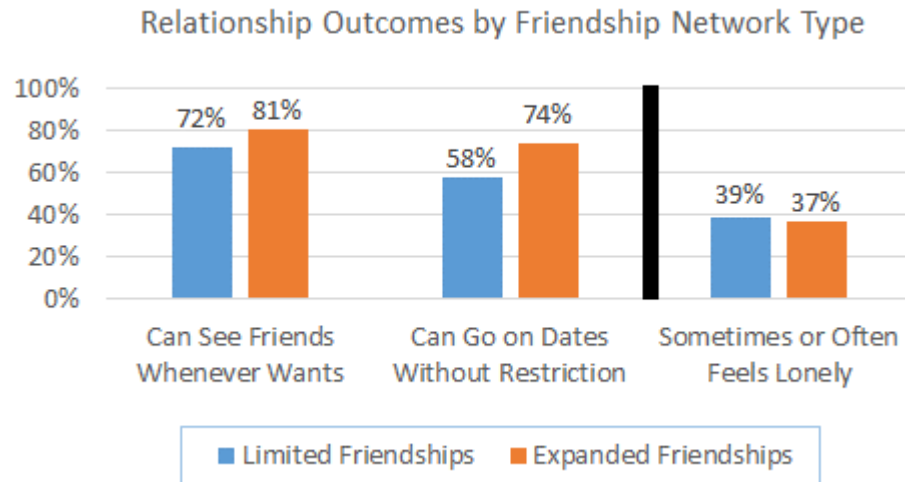 Relationship Outcomes by Friendship Network Type
100%
80%
60%
40%
20%
0%
72%
81%
58%
74%
39%
37%
Can See Friends
Whenever Wants
Can Go on Dates
Without Restriction
Sometimes or Often
Feels Lonely
Limited Friendships
Expanded Friendships